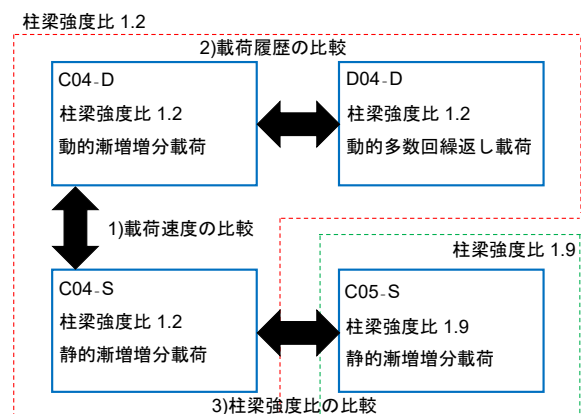 柱梁強度比 1.2
2)載荷履歴の比較
C04-D
柱梁強度比 1.2
動的漸増増分載荷
D04-D
柱梁強度比 1.2
動的多数回繰返し載荷
1)載荷速度の比較
柱梁強度比 1.9
C04-S
柱梁強度比 1.2
静的漸増増分載荷
C05-S
柱梁強度比 1.9
静的漸増増分載荷
3)柱梁強度比の比較